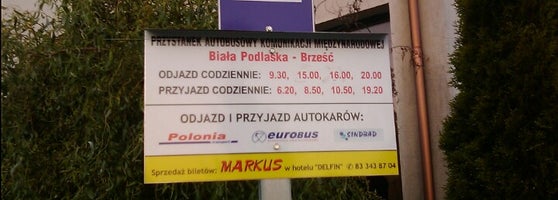 PRZYSTANEK AUTOBUSOWY KOMUNIKACJI MIĘDZYNARODOWEJ
Biała Podlaska - Brześć
ODJAZD CODZIENNIE: 9.30, 15.00, 16.00, 20.00
PRZYJAZD CODZIENNIE: 6.20, 8.50, 10.50, 19.20
ODJAZD I PRZYJAZD AUTOKARÓW:
Polonia eurobus SINDBAD
Sprzedaż biletów: MARKUS w hotelu "DELFIN" ✆ 83 343 87 04